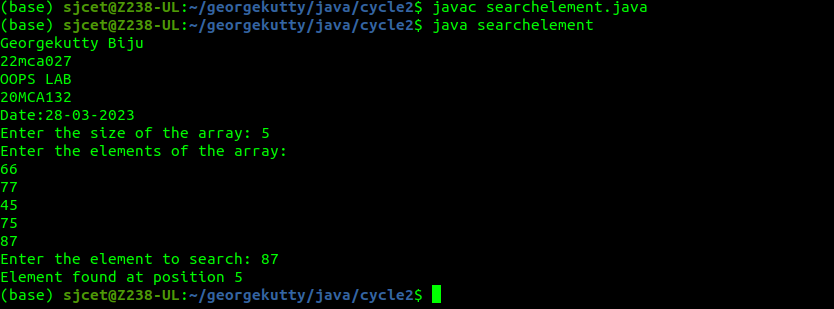 (base) sjcet@Z238-UL:~/georgekutty/java/cycle2$ javac searchelement.java
(base) sjcet@Z238-UL:~/georgekutty/java/cycle2$ java searchelement
Georgekutty Biju
22mca027
OOPS LAB
20MCA132
Date:28-03-2023
Enter the size of the array: 5
Enter the elements of the array:
66
77
45
75
87
Enter the element to search: 87
Element found at position 5
(base) sjcet@Z238-UL:~/georgekutty/java/cycle2$